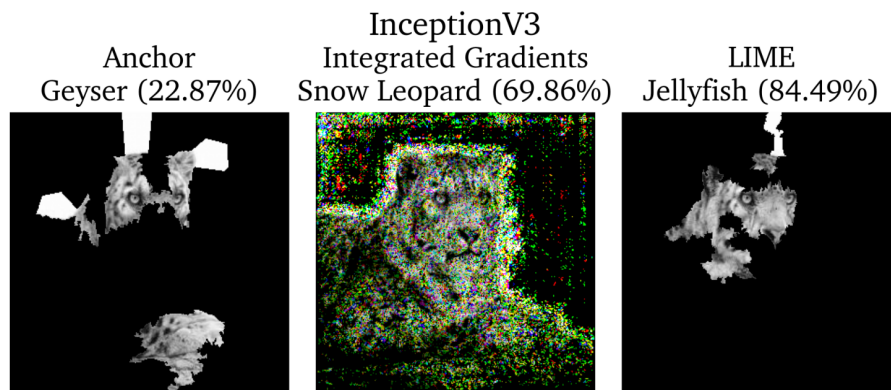 InceptionV3
Anchor
Geyser (22.87%)
Integrated Gradients
Snow Leopard (69.86%)
LIME
Jellyfish (84.49%)